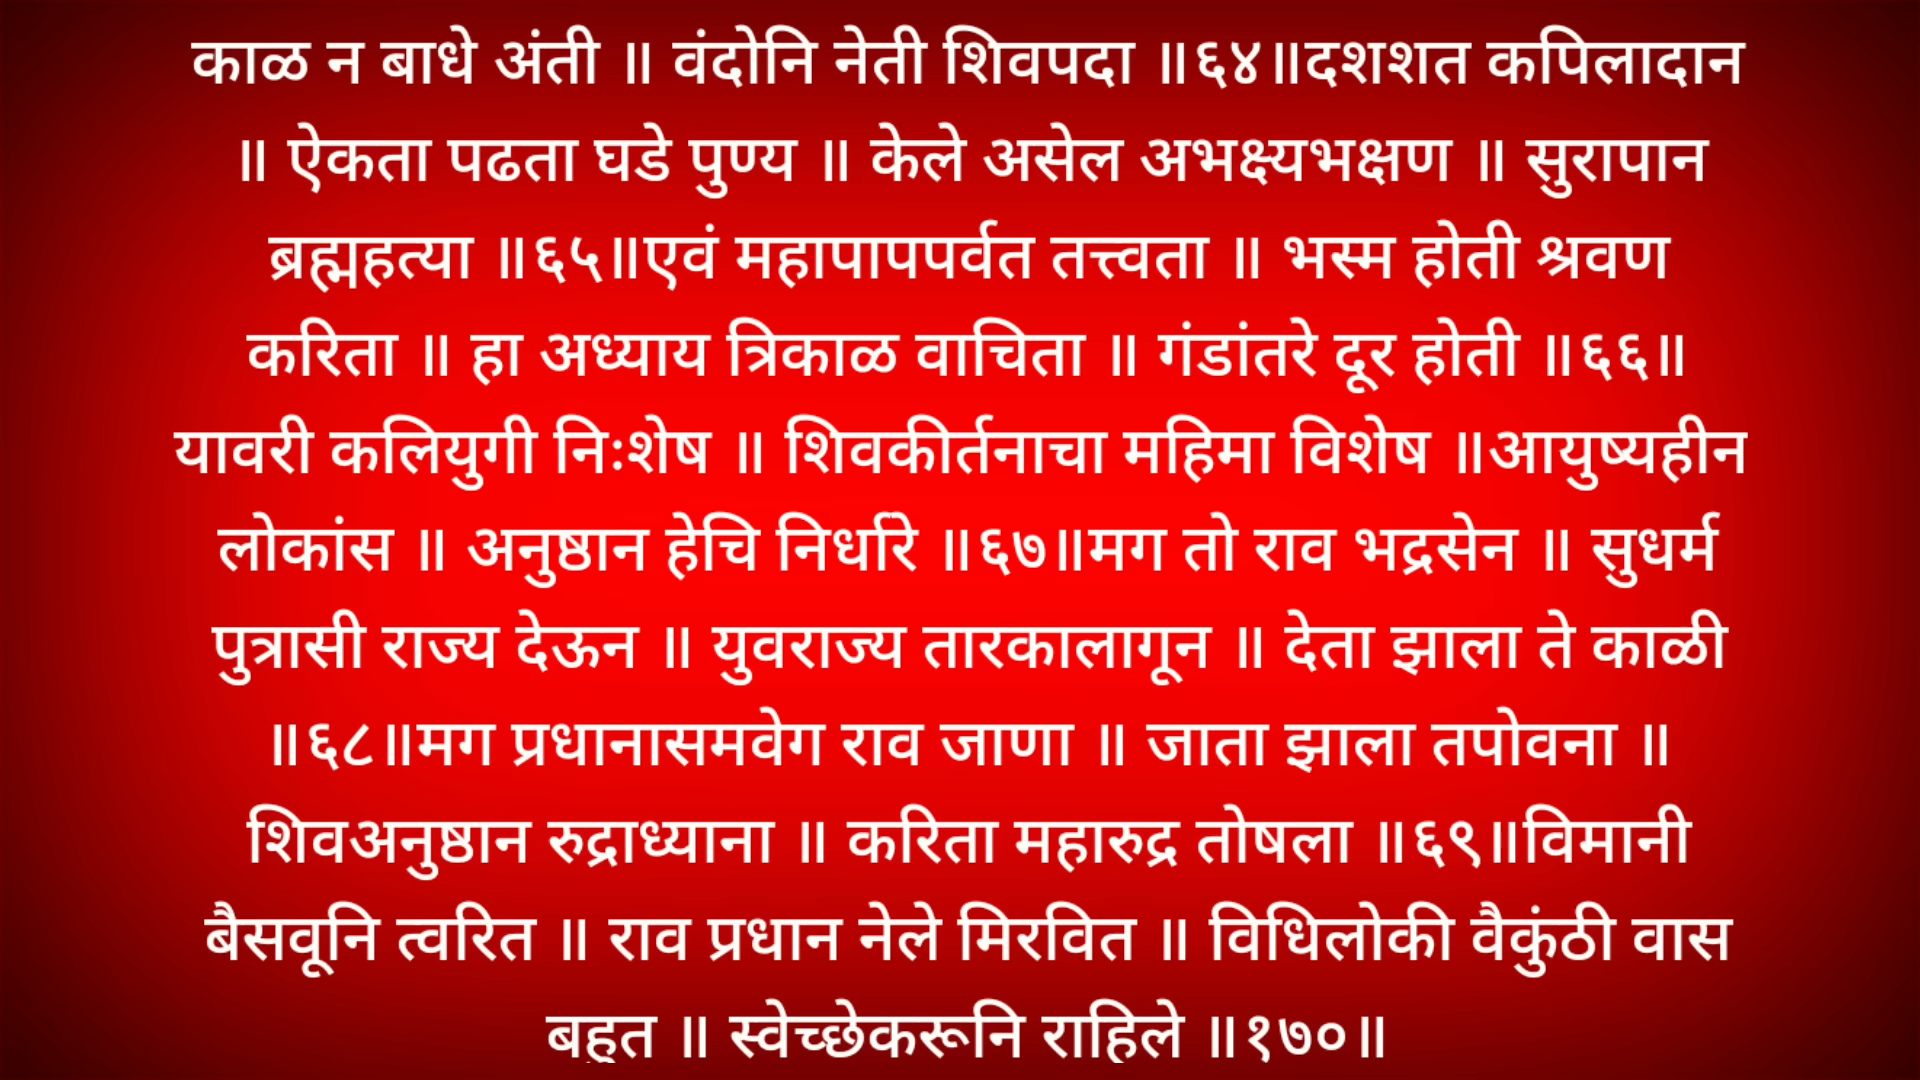 काळ न बाधे अंती ॥ वंदोनि नेती शिवपदा ॥६४॥दशशत कपिलादान
॥ ऐकता पढता घडे पुण्य ॥ केले असेल अभक्ष्यभक्षण ॥ सुरापान
ब्रह्महत्या ॥६५॥एवं महापापपर्वत तत्त्वता ॥ भस्म होती श्रवण
करिता ॥ हा अध्याय त्रिकाळ वाचिता ॥ गंडांतरे दूर होती ॥६६॥
यावरी कलियुगी निःशेष ॥ शिवकीर्तनाचा महिमा विशेष ॥आयुष्यहीन
लोकांस ॥ अनुष्ठान हेचि निर्धारे ॥६७॥मग तो राव भद्रसेन ॥ सुधर्म
पुत्रासी राज्य देऊन ॥ युवराज्य तारकालागून ॥ देता झाला ते काळी
॥६८॥मग प्रधानासमवेग राव जाणा ॥ जाता झाला तपोवना ॥
शिवअनुष्ठान रुद्राध्याना ॥ करिता महारुद्र तोषला ॥६९॥विमानी
बैसवूनि त्वरित ॥ राव प्रधान नेले मिरवित ॥ विधिलोकी वैकुंठी वास
बहुत ॥ स्वेच्छेकरूनि राहिले ॥१७०॥